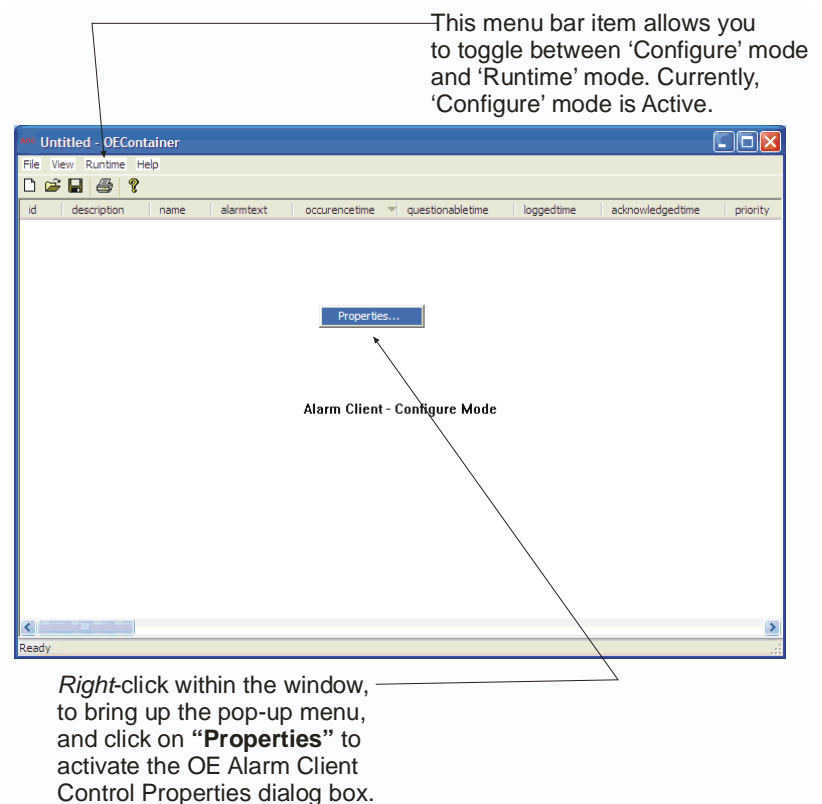 This menu bar item allows you
to toggle between ‘Configure’ mode
and ‘Runtime’ mode. Currently,
‘Configure’ mode is Active.
Untitled - OEContainer
File View Runtime Help
id description name alarmtext occurencetime questionabletime loggedtime acknowledgedtime priority
Properties...
Alarm Client - Configure Mode
Ready
Right-click within the window,
to bring up the pop-up menu,
and click on “Properties” to
activate the OE Alarm Client
Control Properties dialog box.